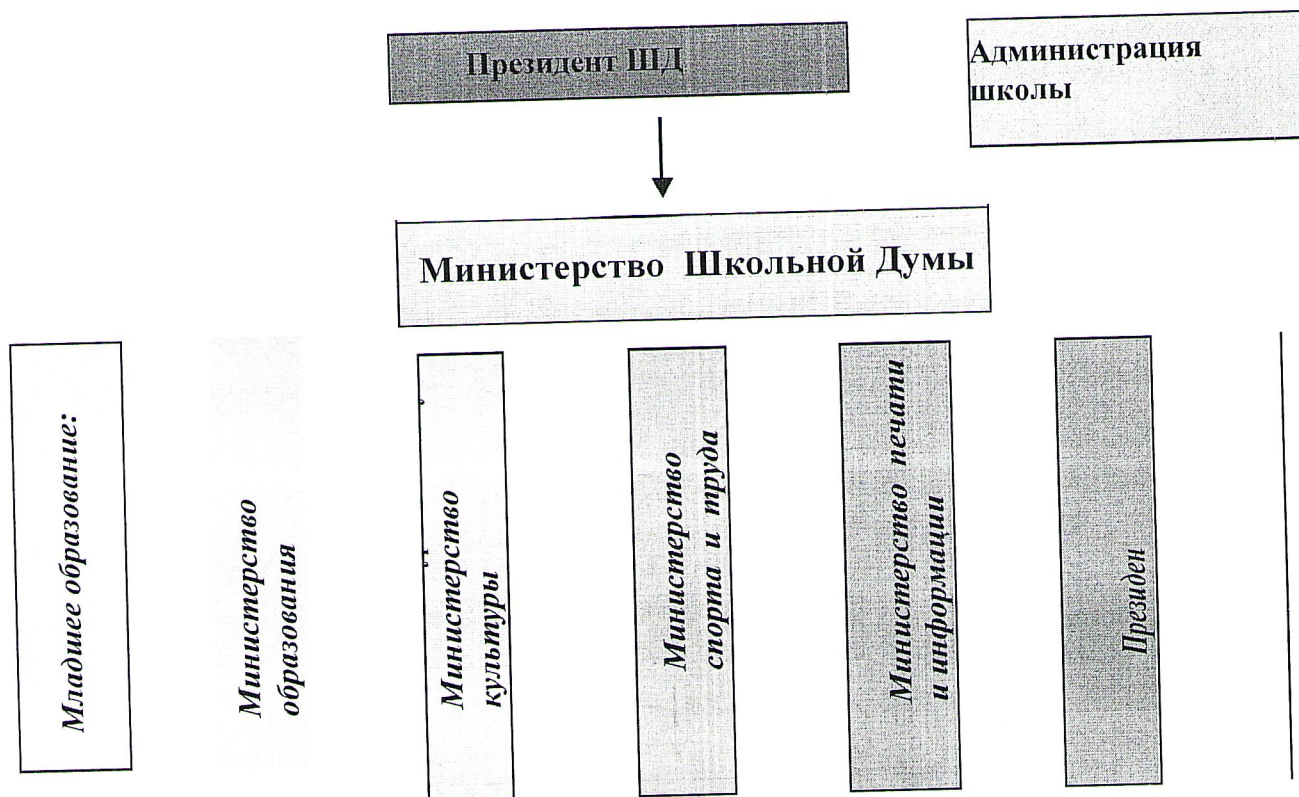 Президент ШД
Администрация
школы
Министерство Школьной Думы
Младшее образование:
Министерство
образования
Министерство
культуры
Министерство
спорта и труда
Министерство печати
и информации
Президен